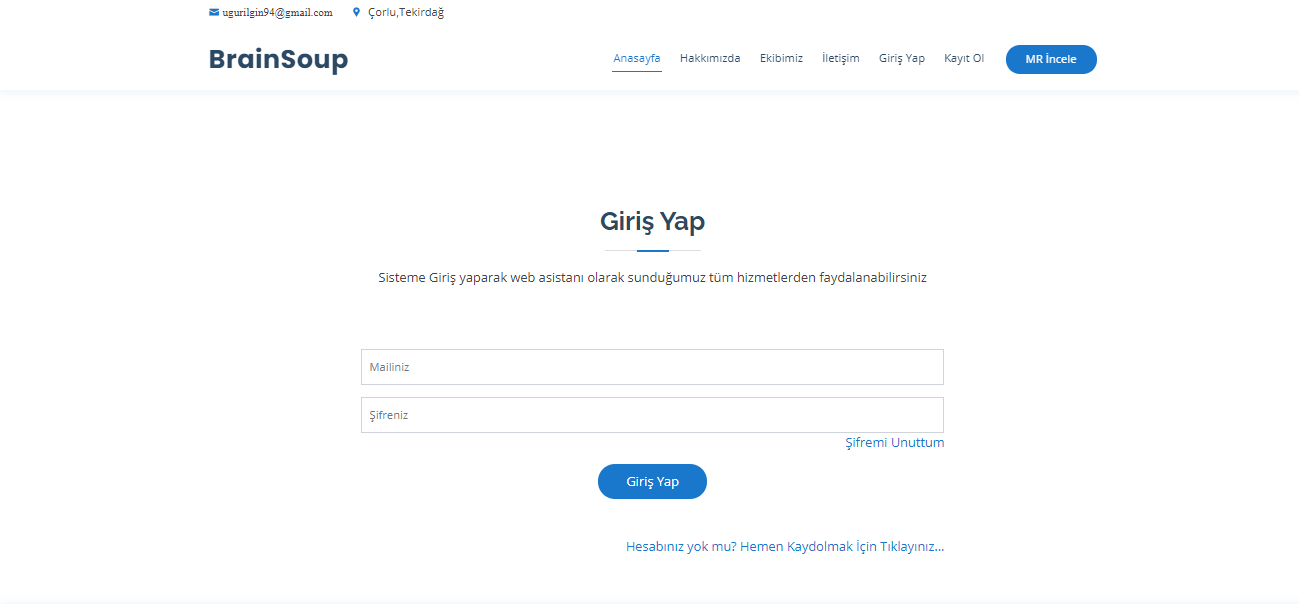 ugurilgin94@gmail.com Çorlu,Tekirdağ
BrainSoup Anasayfa Hakkımızda Ekibimiz İletişim Giriş Yap Kayıt Ol MR İncele
Giriş Yap
Sisteme Giriş yaparak web asistanı olarak sunduğumuz tüm hizmetlerden faydalanabilirsiniz
Mailiniz
Şifreniz
Şifremi Unuttum
Giriş Yap
Hesabınız yok mu? Hemen Kaydolmak İçin Tıklayınız...